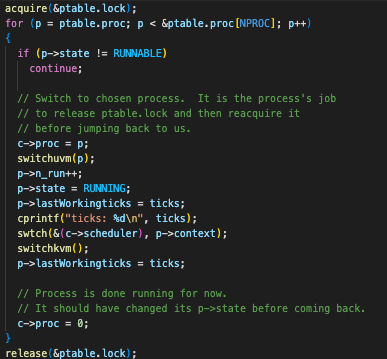 acquire(&ptable.lock);
for (p = ptable.proc; p < &ptable.proc[NPROC]; p++)
{
  if (p->state != RUNNABLE)
    continue;

  // Switch to chosen process.  It is the process's job
  // to release ptable.lock and then reacquire it
  // before jumping back to us.
  c->proc = p;
  switchuvm(p);
  p->n_run++;
  p->state = RUNNING;
  p->lastWorkingticks = ticks;
  cprintf("ticks: %d\n", ticks);
  swtch(&(c->scheduler), p->context);
  switchkvm();
  p->lastWorkingticks = ticks;

  // Process is done running for now.
  // It should have changed its p->state before coming back.
  c->proc = 0;
}
release(&ptable.lock);